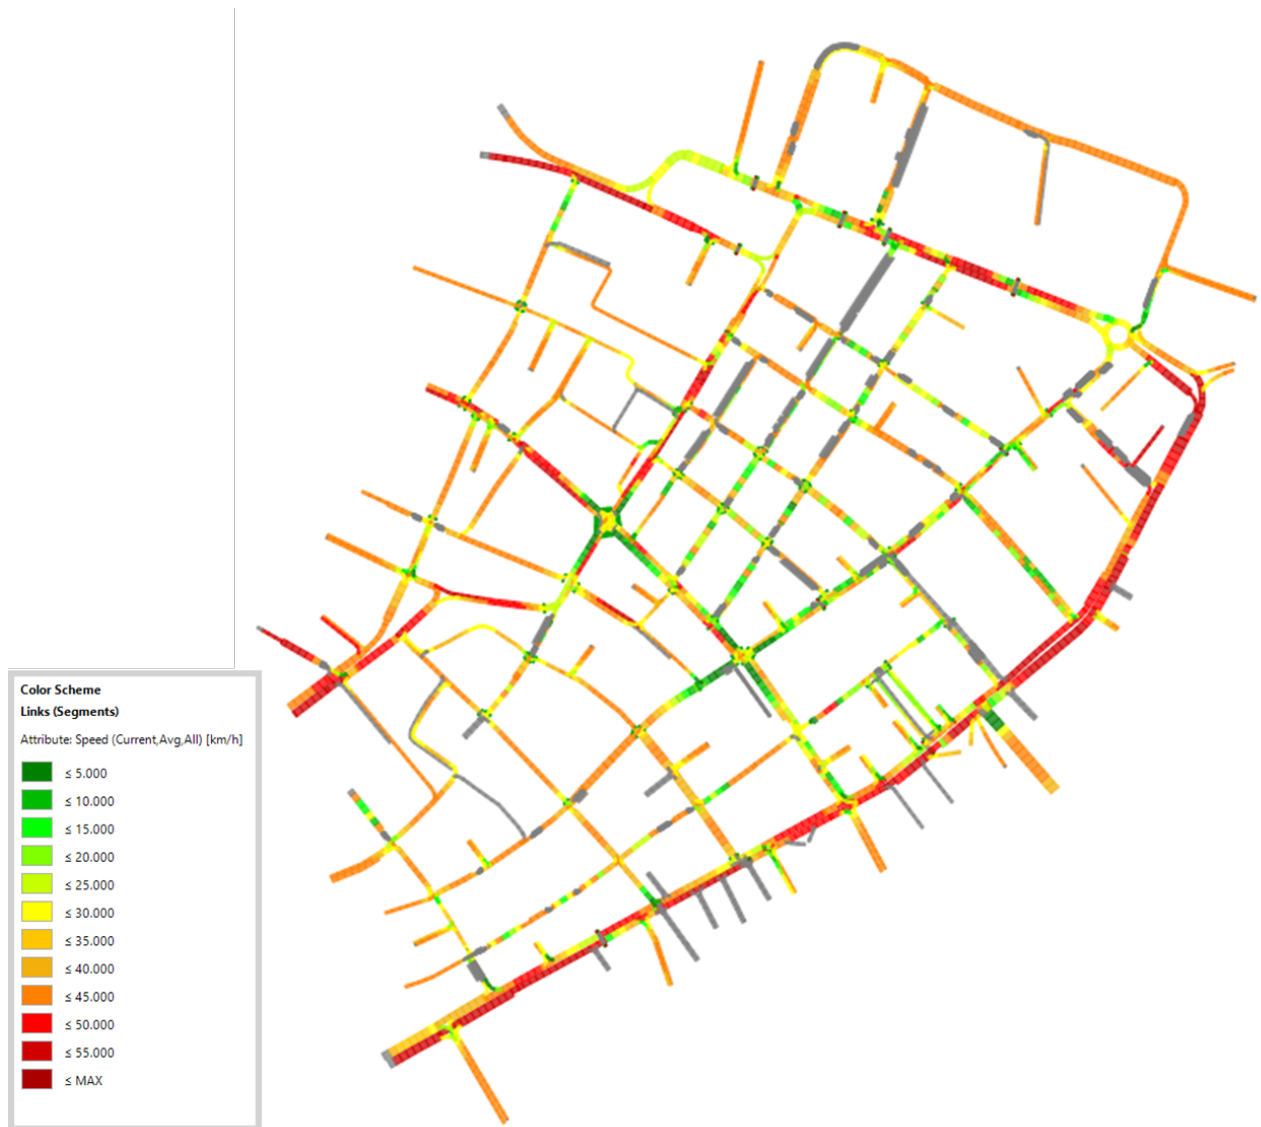 Color Scheme
Links (Segments)
Attribute: Speed (Current,Avg,All) [km/h]
≤ 5.000
≤ 10.000
≤ 15.000
≤ 20.000
≤ 25.000
≤ 30.000
≤ 35.000
≤ 40.000
≤ 45.000
≤ 50.000
≤ 55.000
≤ MAX